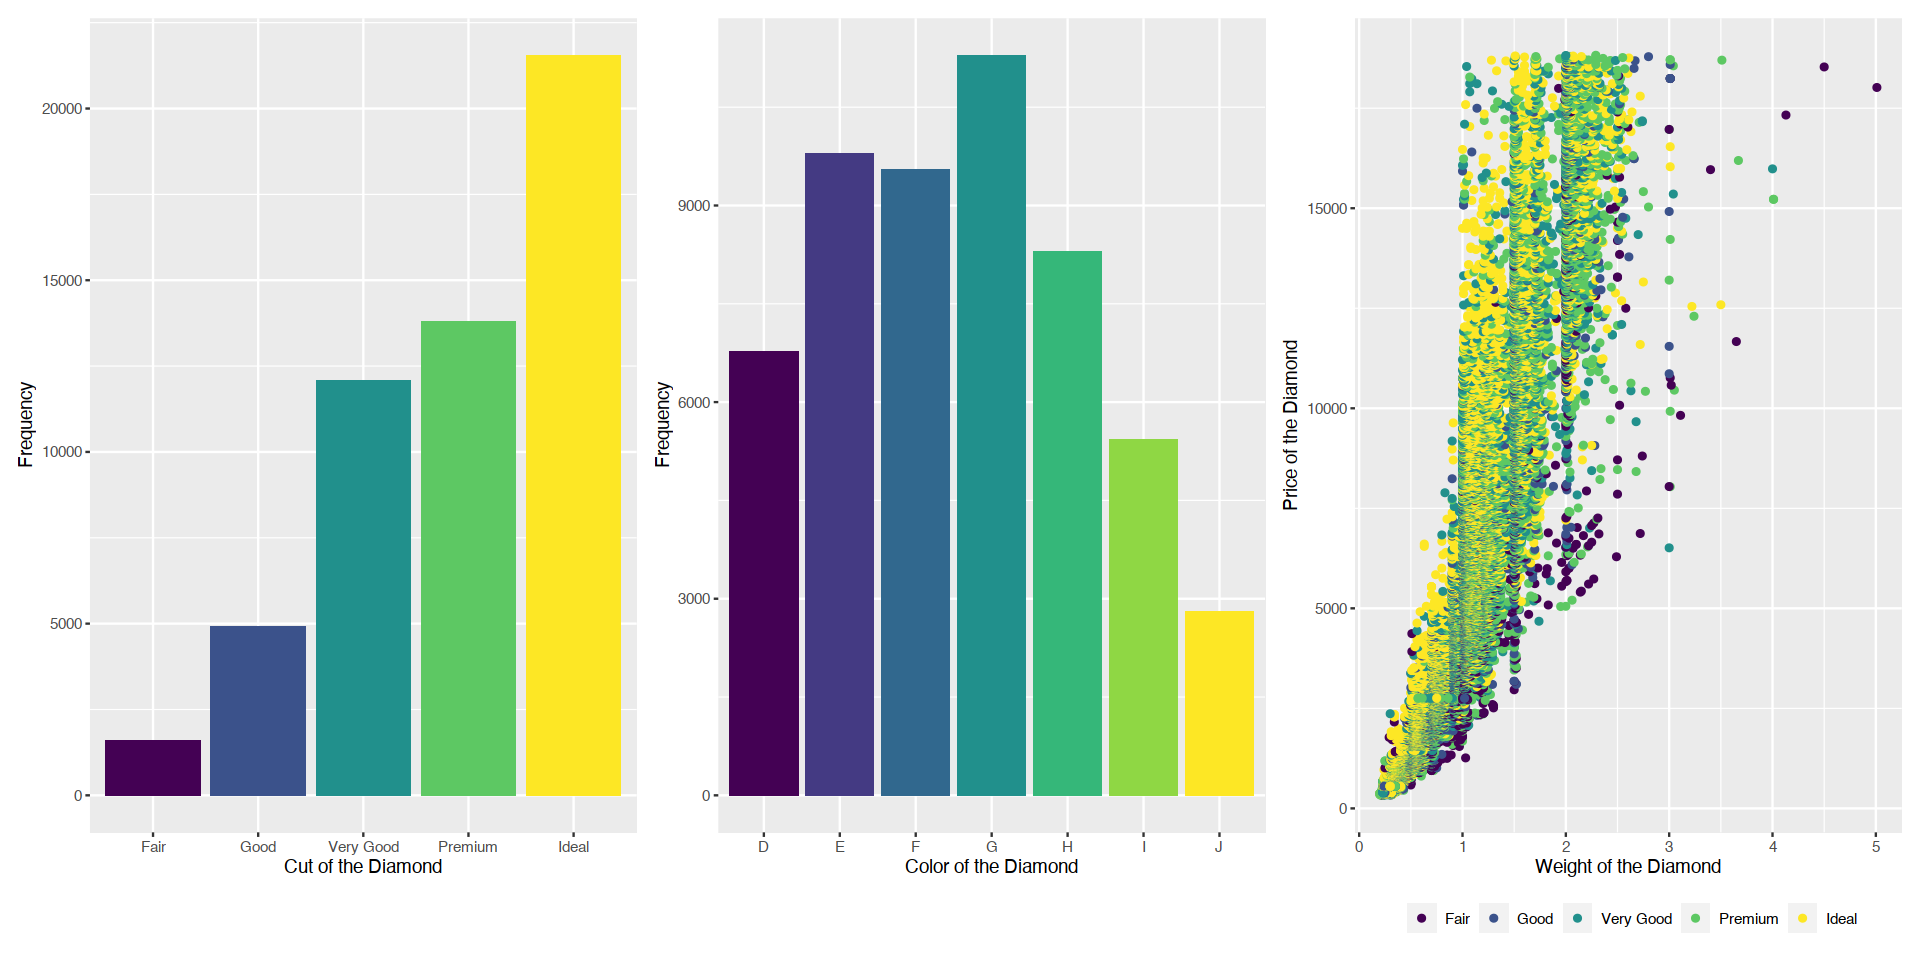 Frequency
20000
15000
10000
5000
0
Fair Good Very Good Premium Ideal
Cut of the Diamond
Frequency
9000
6000
3000
0
D E F G H I J
Color of the Diamond
Price of the Diamond
15000
10000
5000
0
0 1 2 3 4 5
Weight of the Diamond
Fair Good Very Good Premium Ideal